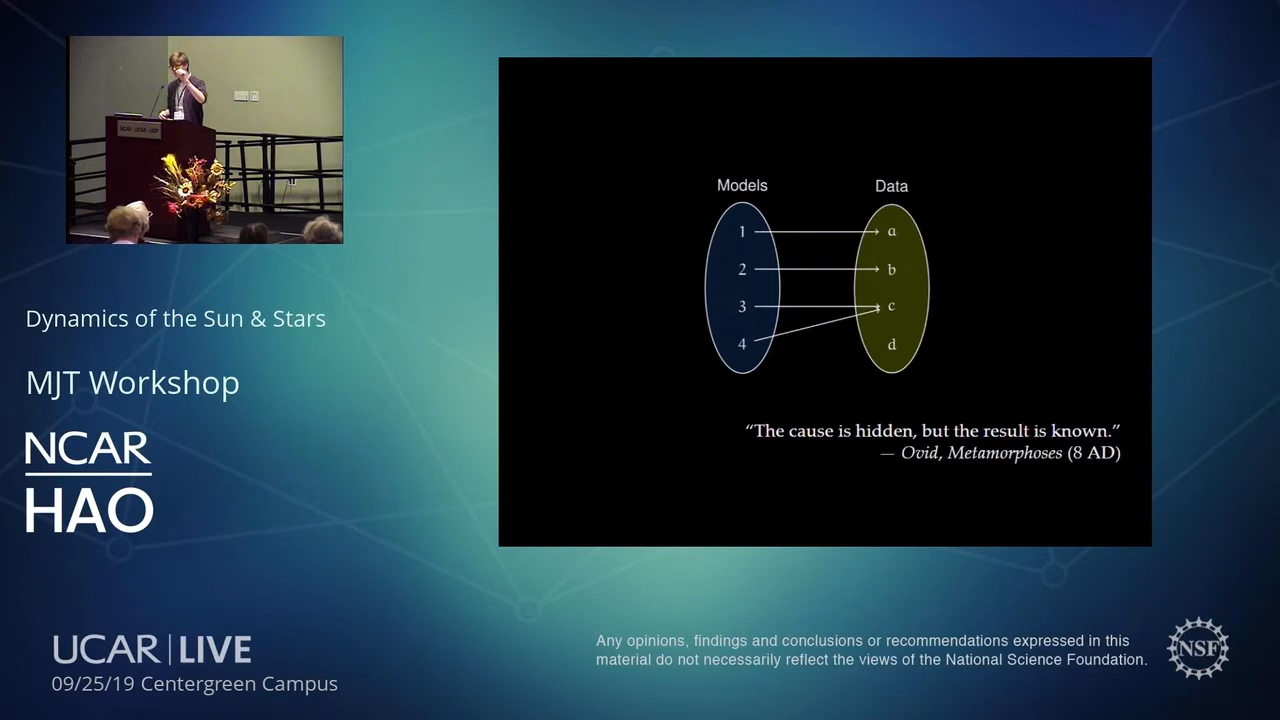 NCAR · UCAR · UCP
Dynamics of the Sun & Stars
MJT Workshop
NCAR
HAO
UCAR | LIVE
09/25/19 Centergreen Campus
Models Data
1 a
2 b
3 c
4 d
“The cause is hidden, but the result is known.”
— Ovid, Metamorphoses (8 AD)
Any opinions, findings and conclusions or recommendations expressed in this
material do not necessarily reflect the views of the National Science Foundation.
NSF